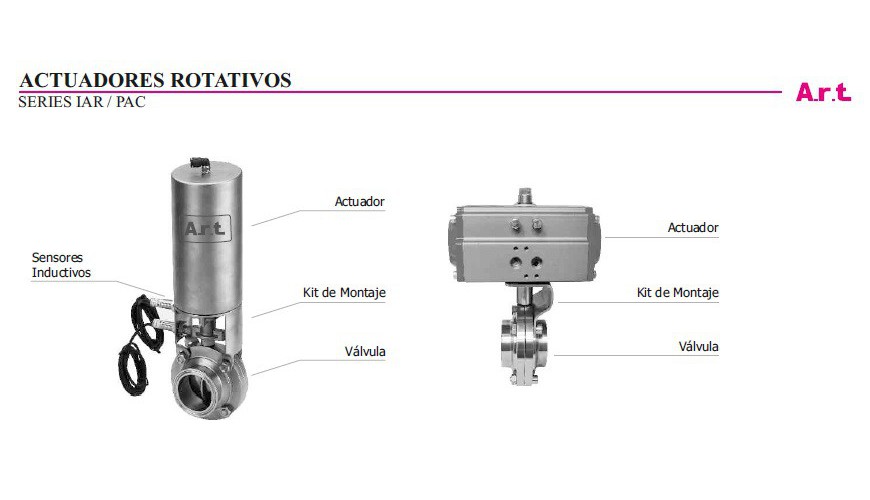 ACTUADORES ROTATIVOS
SERIES IAR / PAC
A.r.t.
Actuador
Sensores
Inductivos
Kit de Montaje
Válvula
A.r.t.
Actuador
Kit de Montaje
Válvula